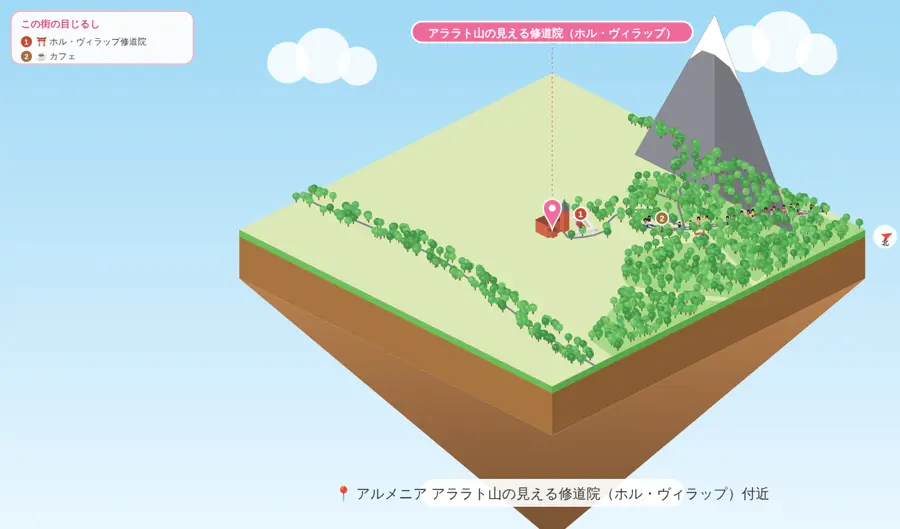 この街の目じるし
1 ⛩ ホル・ヴィラップ修道院
2 ☕ カフェ
アララト山の見える修道院（ホル・ヴィラップ）
1
2
北
📍 アルメニア アララト山の見える修道院（ホル・ヴィラップ）付近